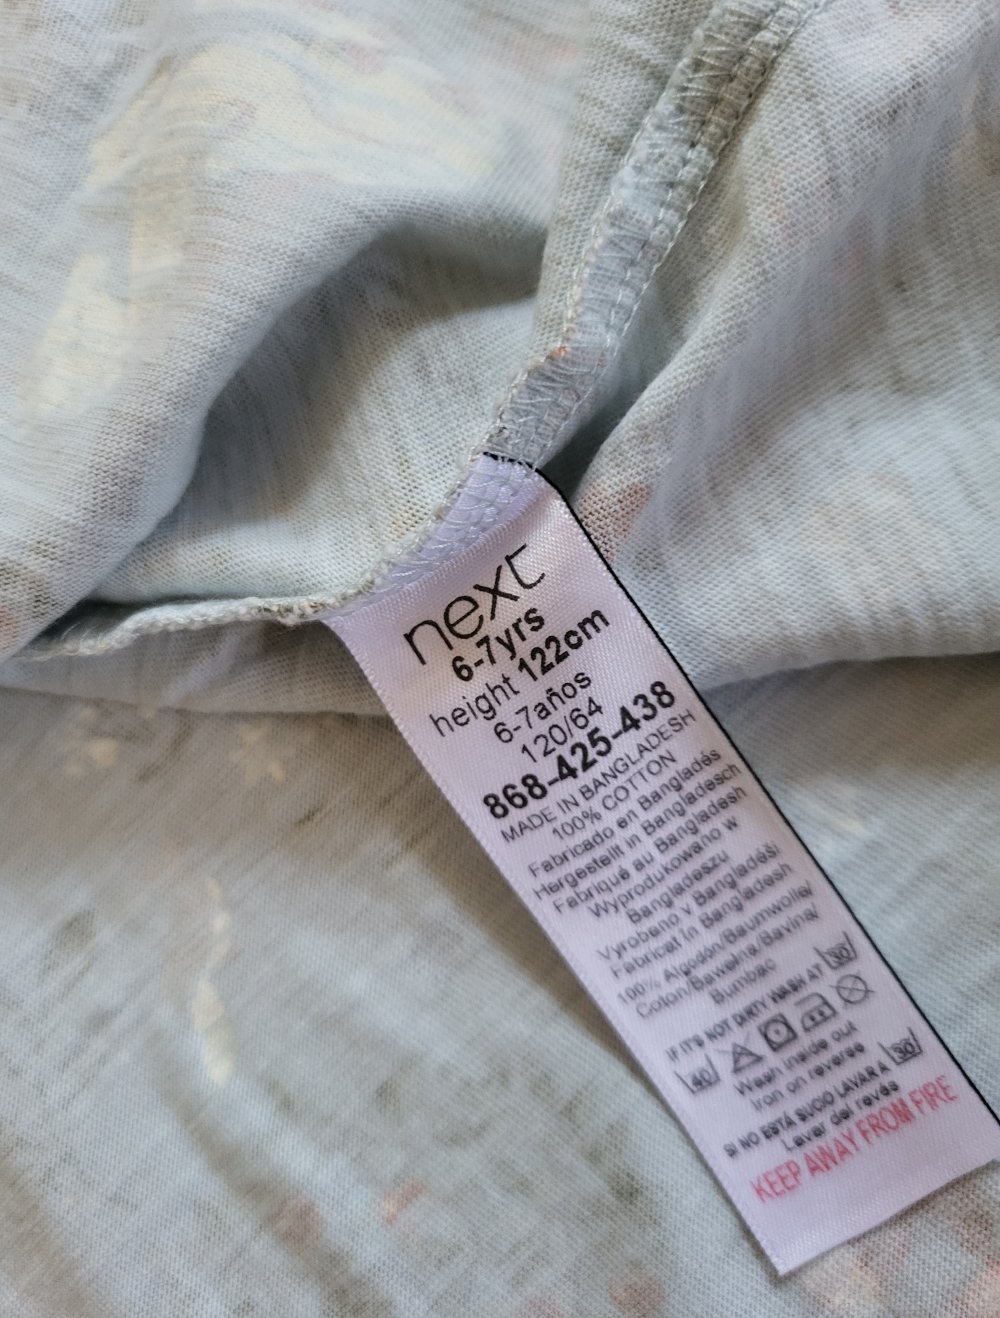 next
6-7yrs
height 122cm
6-7años
120/64
868-425-438
MADE IN BANGLADESH
100% COTTON
Fabricado en Bangladés
Hergestellt in Bangladesch
Fabriqué au Bangladesh
Wyprodukowano w
Bangladeszu
Vyrobeno v Bangladéši
Fabricat în Bangladesh
100% Algodón/Baumwolle/
Coton/Bawełna/Bavlna/
Bumbac
IF IT'S NOT DIRTY WASH AT 30
40
Wash inside out
Iron on reverse
SI NO ESTÁ SUCIO LAVAR A 30
Lavar del revés
KEEP AWAY FROM FIRE